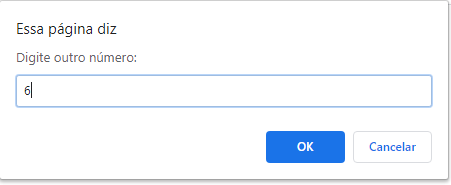 Essa página diz
Digite outro número:
6
OK Cancelar